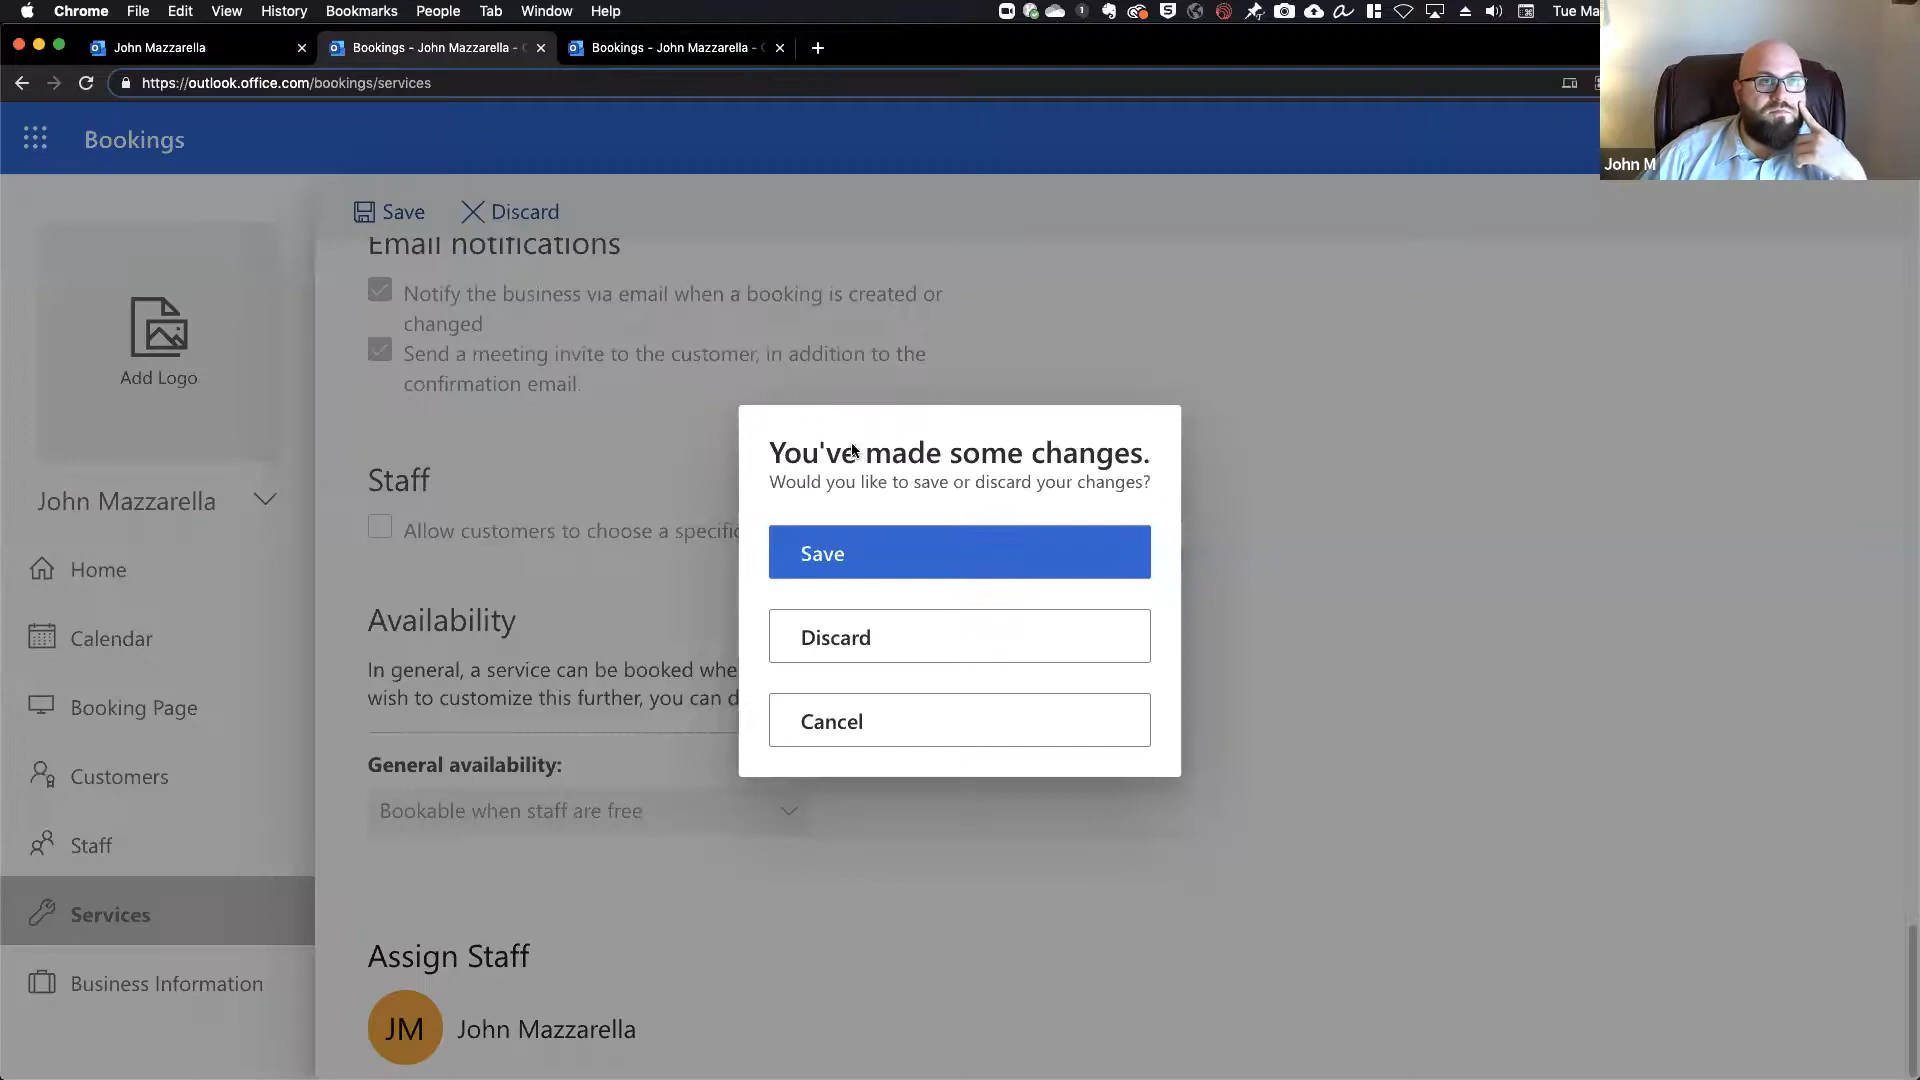 Chrome File Edit View History Bookmarks People Tab Window Help
Tue Ma
John Mazzarella
Bookings - John Mazzarella -
Bookings - John Mazzarella -
https://outlook.office.com/bookings/services
Bookings
John M
Save Discard
Add Logo
John Mazzarella
Home
Calendar
Booking Page
Customers
Staff
Services
Business Information
Email notifications
Notify the business via email when a booking is created or
changed
Send a meeting invite to the customer, in addition to the
confirmation email.
Staff
Allow customers to choose a specific
Availability
In general, a service can be booked whe
wish to customize this further, you can d
General availability:
Bookable when staff are free
Assign Staff
JM John Mazzarella
You've made some changes.
Would you like to save or discard your changes?
Save
Discard
Cancel